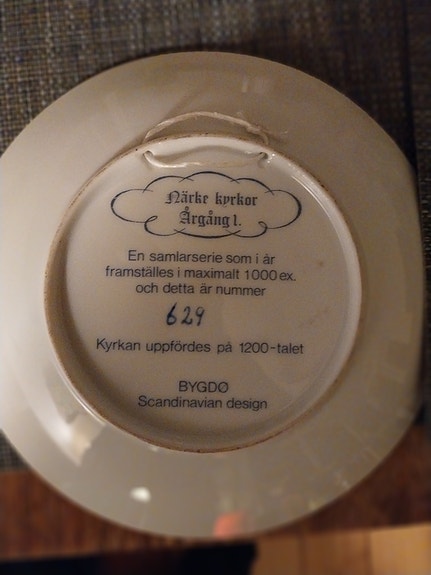 Närke kyrkor
Årgång 1.
En samlarserie som i år
framställes i maximalt 1000 ex.
och detta är nummer
629
Kyrkan uppfördes på 1200-talet
BYGDØ
Scandinavian design